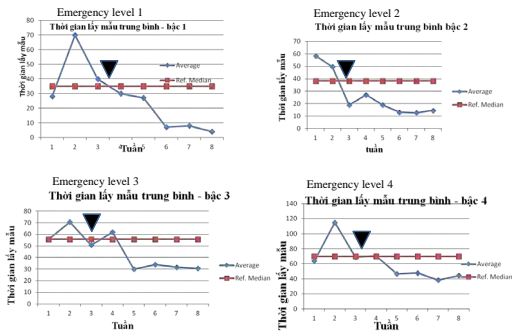 Emergency level 1
Thời gian lấy mẫu trung bình - bậc 1
Thời gian lấy mẫu
80
70
60
50
40
30
20
10
0
1 2 3 4 5 6 7 8
Tuần
Average
Ref. Median
Emergency level 2
Thời gian lấy mẫu trung bình bậc 2
Thời gian lấy mẫu
70
60
50
40
30
20
10
0
1 2 3 4 5 6 7 8
tuần
Average
Ref. Median
Emergency level 3
Thời gian lấy mẫu trung bình - bậc 3
Thời gian lấy mẫu
80
70
60
50
40
30
20
10
0
1 2 3 4 5 6 7 8
Tuần
Average
Ref. Median
Emergency level 4
Thời gian lấy mẫu trung bình - bậc 4
Thời gian lấy mẫu
140
120
100
80
60
40
20
0
1 2 3 4 5 6 7 8
Tuần
Average
Ref. Median